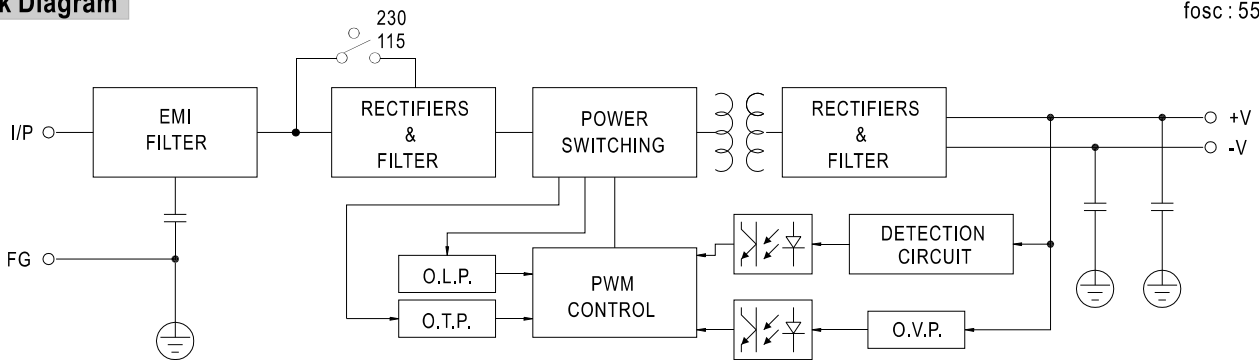 k Diagram
fosc : 55
230
115
I/P
EMI
FILTER
RECTIFIERS
&
FILTER
POWER
SWITCHING
RECTIFIERS
&
FILTER
+V
-V
FG
O.L.P.
O.T.P.
PWM
CONTROL
DETECTION
CIRCUIT
O.V.P.